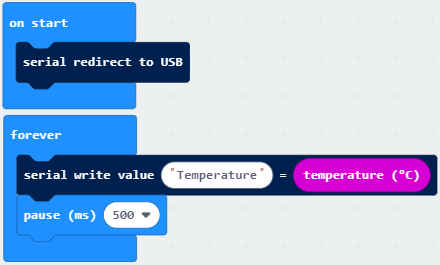 on start
serial redirect to USB
forever
serial write value "Temperature" = temperature (°C)
pause (ms) 500